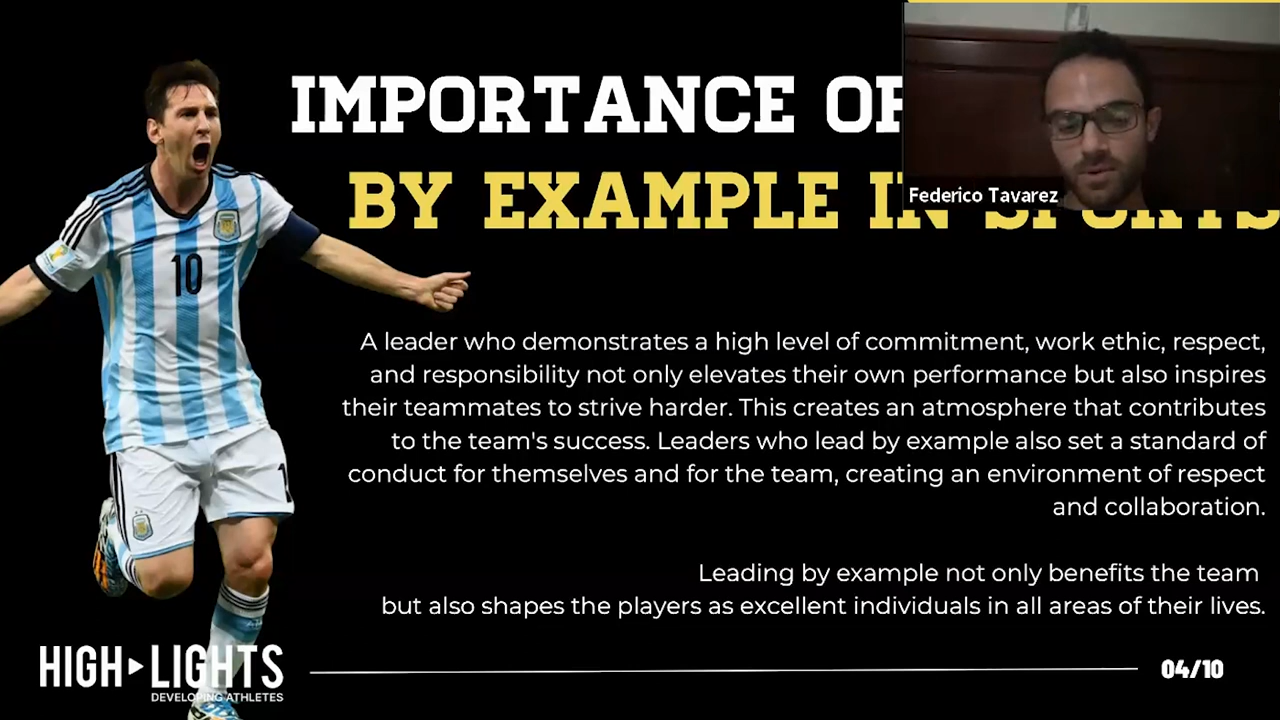 IMPORTANCE OF
BY EXAMPLE IN SPORTS
Federico Tavarez
10
A leader who demonstrates a high level of commitment, work ethic, respect,
and responsibility not only elevates their own performance but also inspires
their teammates to strive harder. This creates an atmosphere that contributes
to the team's success. Leaders who lead by example also set a standard of
conduct for themselves and for the team, creating an environment of respect
and collaboration.
Leading by example not only benefits the team
but also shapes the players as excellent individuals in all areas of their lives.
HIGH LIGHTS
DEVELOPING ATHLETES
04/10